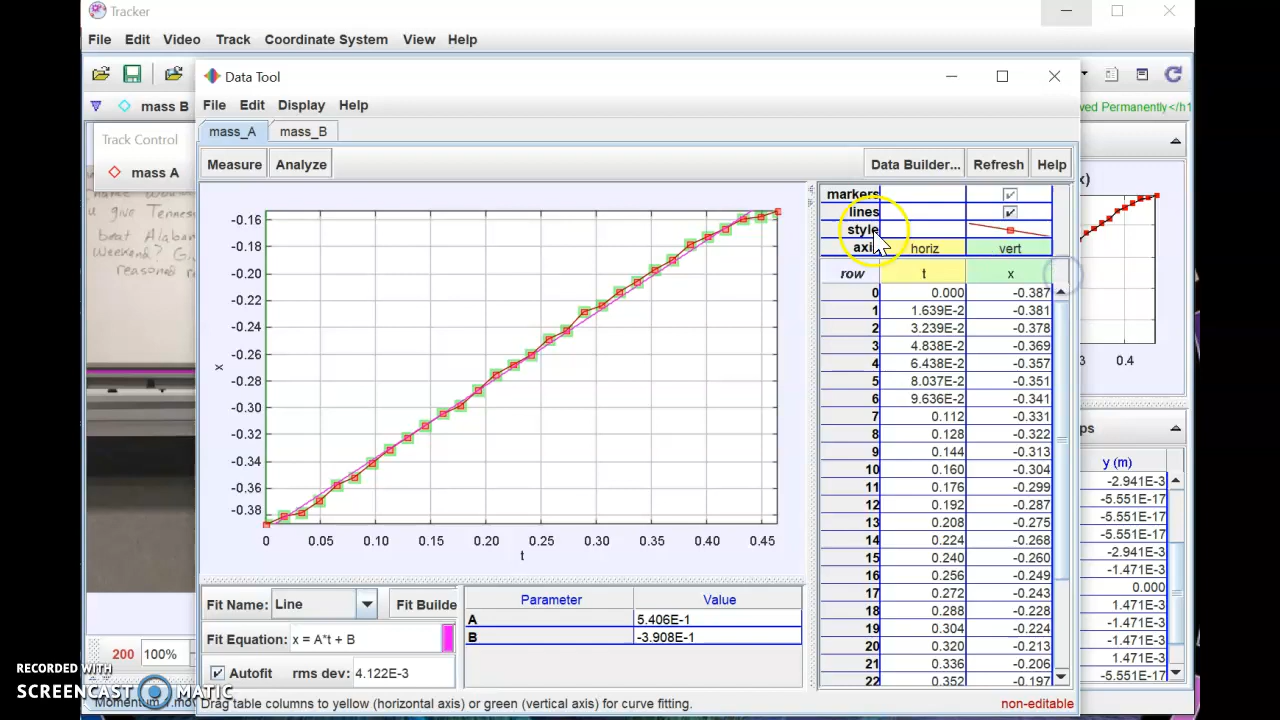 Tracker
File Edit Video Track Coordinate System View Help
mass B
ved Permanently</h1
Track Control
mass A
u give Tennes
beat Alabam
reasoned
Data Tool
File Edit Display Help
mass_A mass_B
Measure Analyze Data Builder... Refresh Help
markers
lines
style
axi horiz vert
row t x
0 0.000 -0.387
1 1.639E-2 -0.381
2 3.239E-2 -0.378
3 4.838E-2 -0.369
4 6.438E-2 -0.357
5 8.037E-2 -0.351
6 9.636E-2 -0.341
7 0.112 -0.331
8 0.128 -0.322
9 0.144 -0.313
10 0.160 -0.304
11 0.176 -0.299
12 0.192 -0.287
13 0.208 -0.275
14 0.224 -0.268
15 0.240 -0.260
16 0.256 -0.249
17 0.272 -0.243
18 0.288 -0.228
19 0.304 -0.224
20 0.320 -0.213
21 0.336 -0.206
22 0.352 -0.197
-0.16
-0.20
-0.22
-0.24
-0.26
-0.28
-0.30
-0.32
-0.34
-0.36
-0.38
x
0 0.05 0.10 0.15 0.20 0.25 0.30 0.35 0.40 0.45
t
Fit Name: Line Fit Builde
Fit Equation: x = A*t + B
Autofit rms dev: 4.122E-3
Parameter Value
A 5.406E-1
B -3.908E-1
x)
3 0.4
ps
y (m)
-2.941E-3
-5.551E-17
-5.551E-17
-5.551E-17
-2.941E-3
-1.471E-3
0.000
1.471E-3
-1.471E-3
-1.471E-3
1.471E-3
-5.551E-17
200 100%
Drag table columns to yellow (horizontal axis) or green (vertical axis) for curve fitting. non-editable
RECORDED WITH
SCREENCAST MATIC